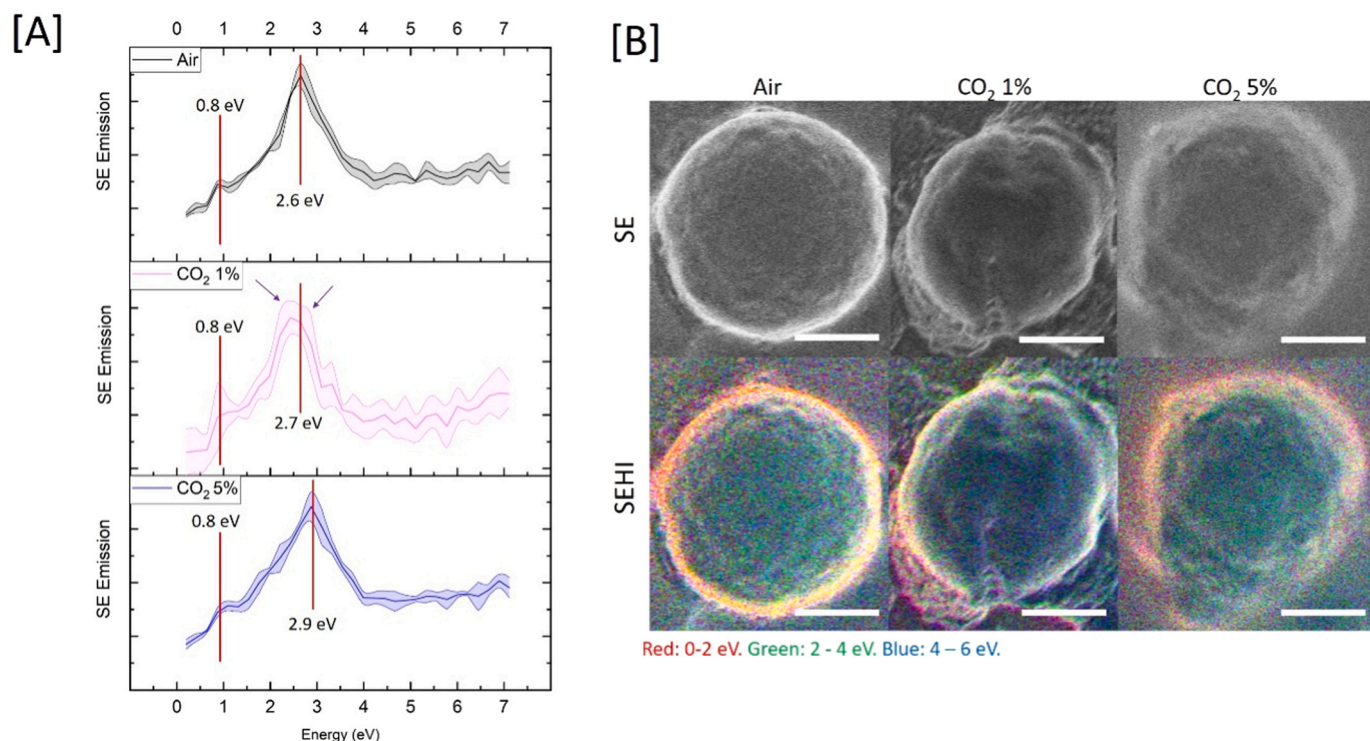 [A]
0 1 2 3 4 5 6 7
Air
0.8 eV
2.6 eV
SE Emission
CO2 1%
0.8 eV
2.7 eV
SE Emission
CO2 5%
0.8 eV
2.9 eV
SE Emission
0 1 2 3 4 5 6 7
Energy (eV)
[B]
Air CO2 1% CO2 5%
SE
SEHI
Red: 0-2 eV. Green: 2 - 4 eV. Blue: 4 – 6 eV.